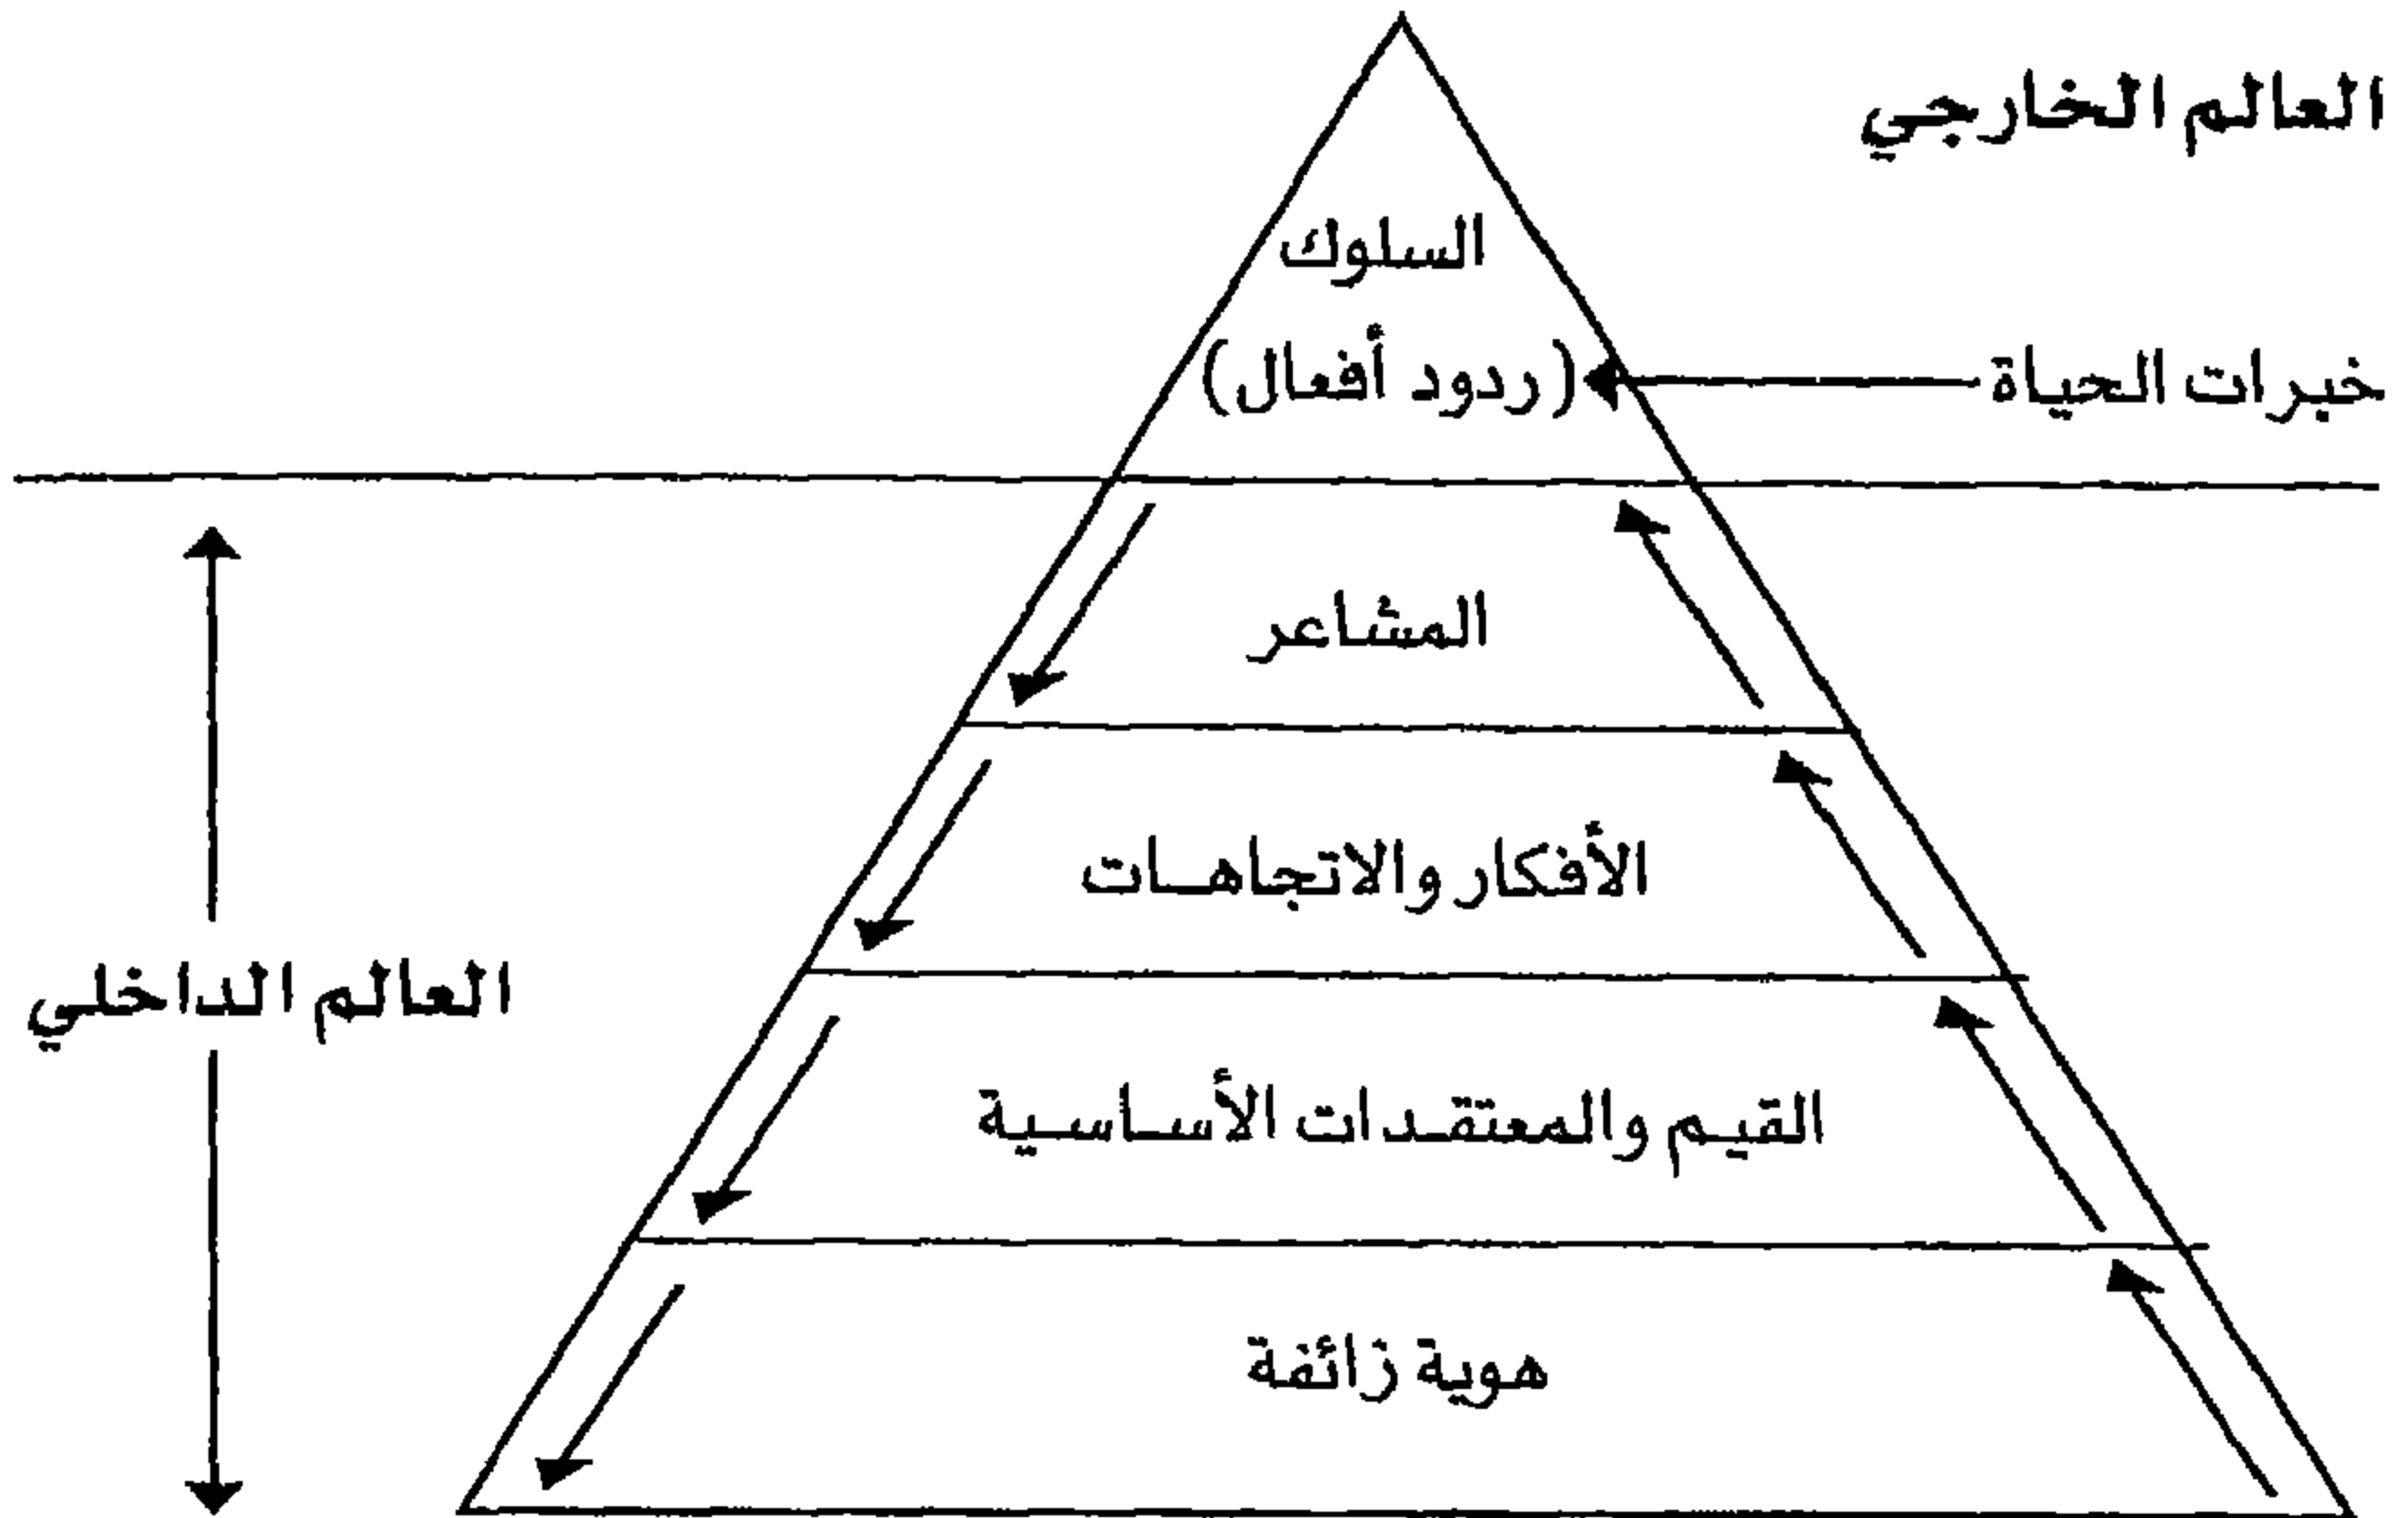 العالم الخارجي
السلوك
خبرات الحياة
(ردود أفعال)
المشاعر
الأفكار والاتجاهات
العالم الداخلي
القيم والمعتقدات الأساسية
هوية زائفة